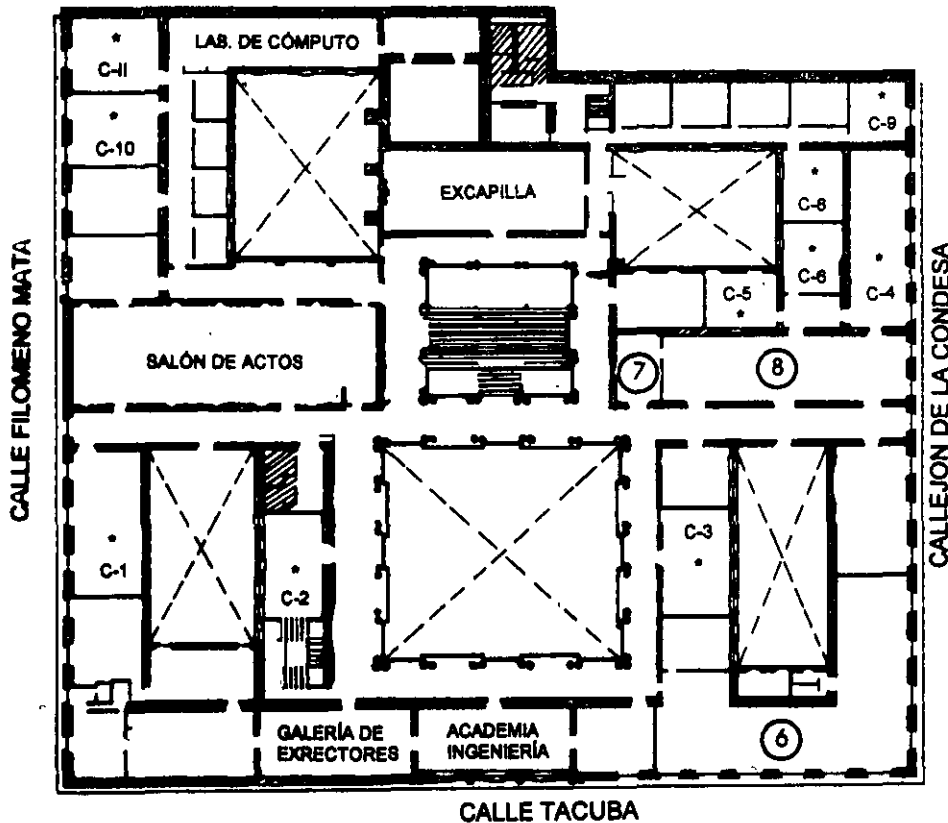 LAB. DE CÓMPUTO
*
C-11
*
C-10
*
C-9
EXCAPILLA
*
C-8
*
C-6
*
C-4
C-5
*
SALÓN DE ACTOS
7
8
CALLE FILOMENO MATA
CALLEJON DE LA CONDESA
*
C-1
*
C-2
C-3
*
GALERÍA DE
EXRECTORES
ACADEMIA
INGENIERÍA
6
CALLE TACUBA